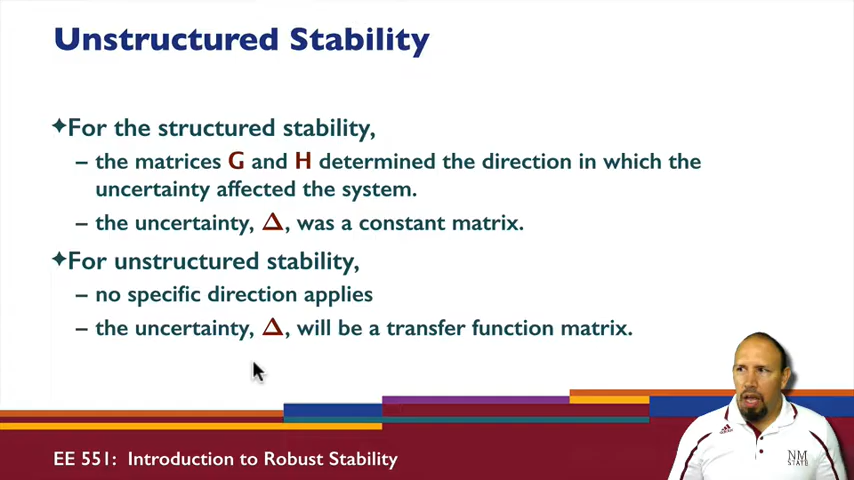 Unstructured Stability
✦For the structured stability,
– the matrices G and H determined the direction in which the
uncertainty affected the system.
– the uncertainty, Δ, was a constant matrix.
✦For unstructured stability,
– no specific direction applies
– the uncertainty, Δ, will be a transfer function matrix.
EE 551: Introduction to Robust Stability
NM
STATE